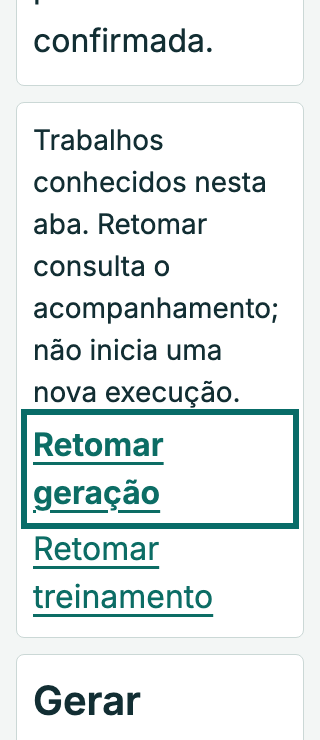 confirmada.
Trabalhos
conhecidos nesta
aba. Retomar
consulta o
acompanhamento;
não inicia uma
nova execução.
Retomar
geração
Retomar
treinamento
Gerar